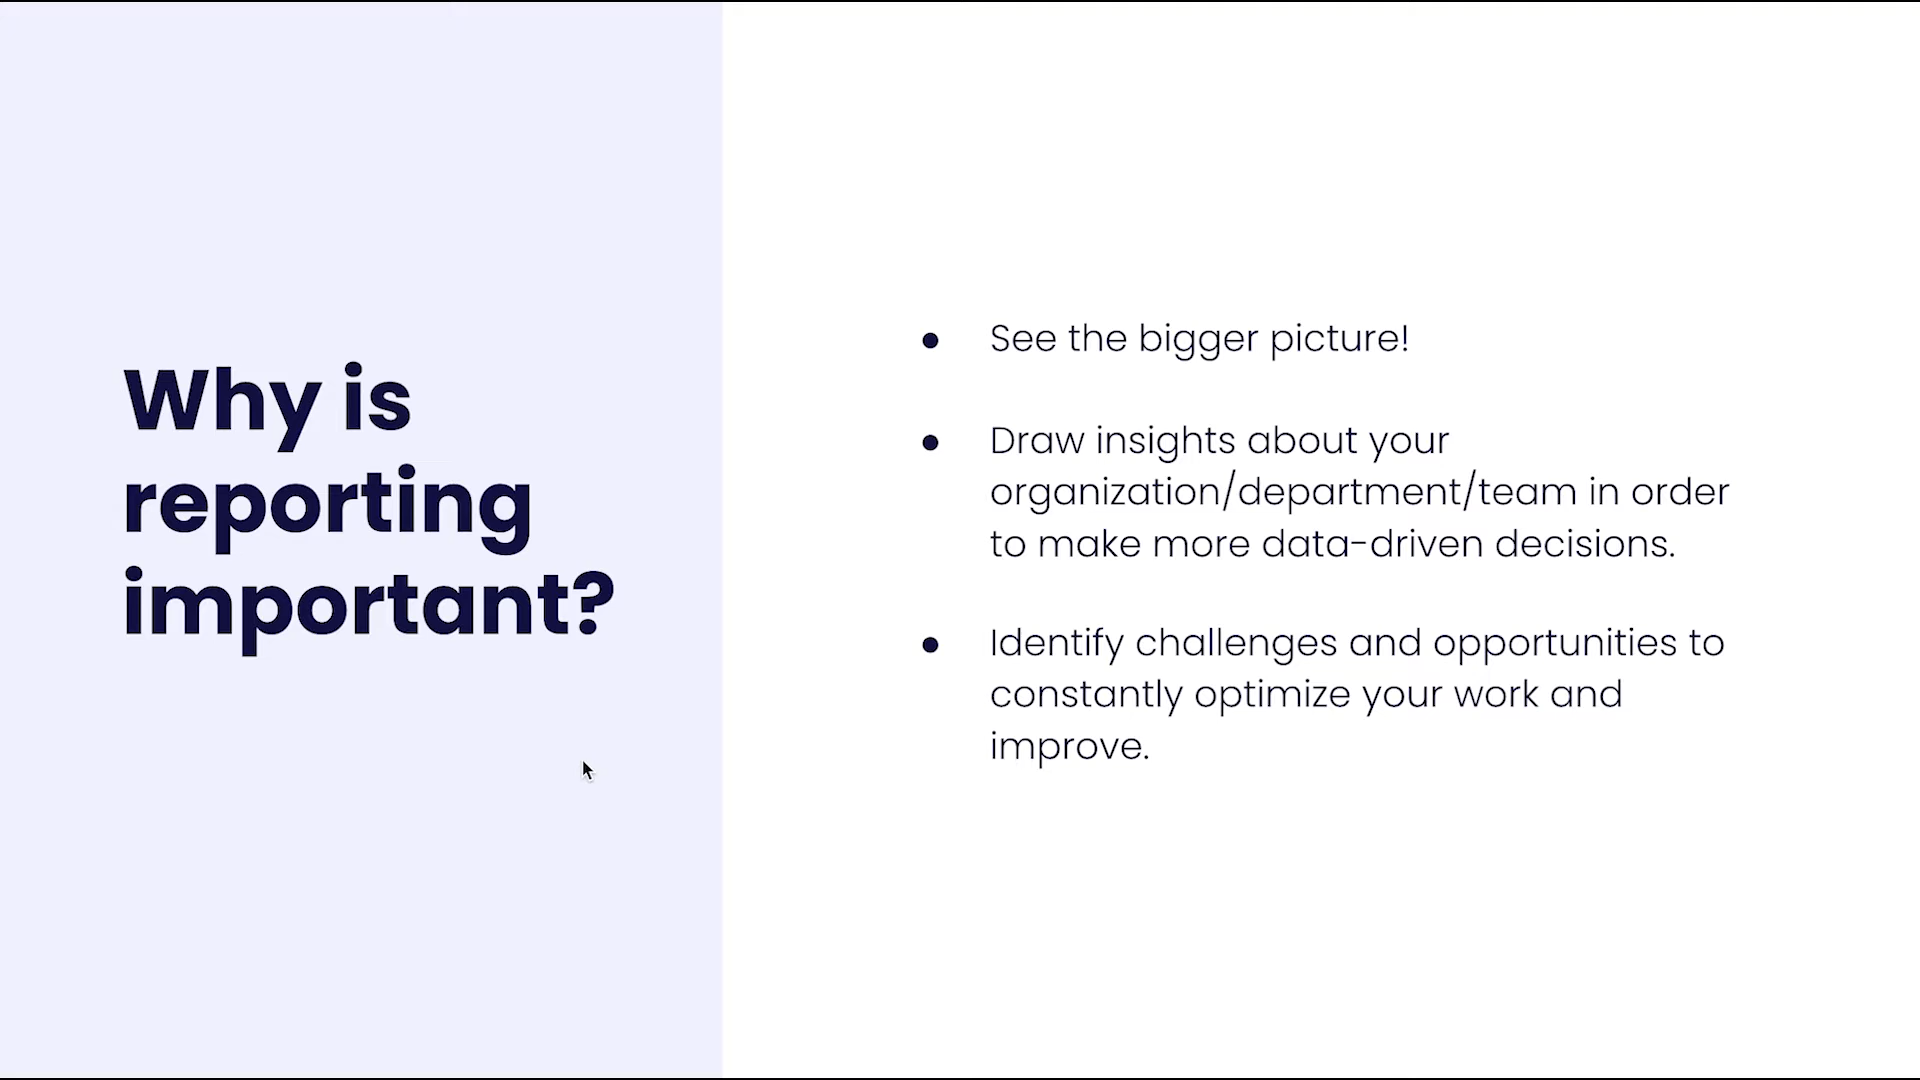 Why is
reporting
important?
● See the bigger picture!
● Draw insights about your
organization/department/team in order
to make more data-driven decisions.
● Identify challenges and opportunities to
constantly optimize your work and
improve.